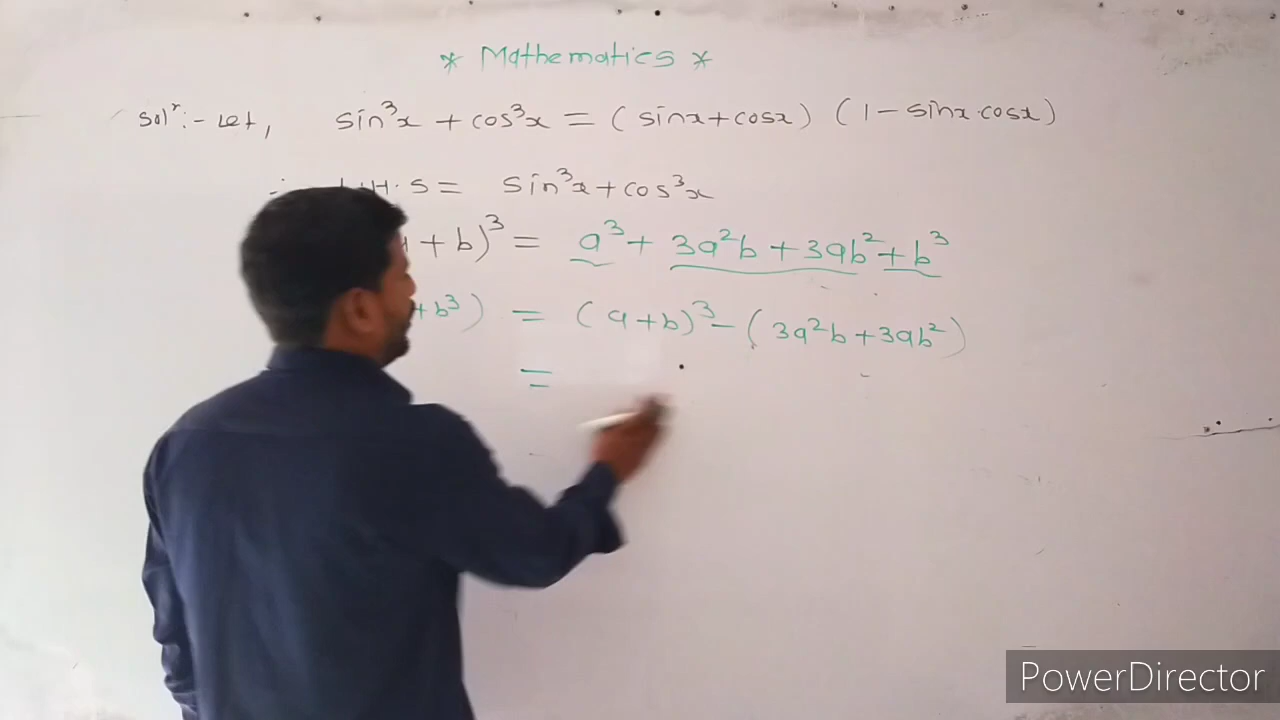 * Mathematics *
Solⁿ:- Let, sin³x + cos³x = (sinx + cosx) (1 - sinx·cosx)
∴ L·H·S = sin³x + cos³x
+ b)³ = a³ + 3a²b + 3ab² + b³
+ b³) = (a + b)³ - (3a²b + 3ab²)
=
PowerDirector